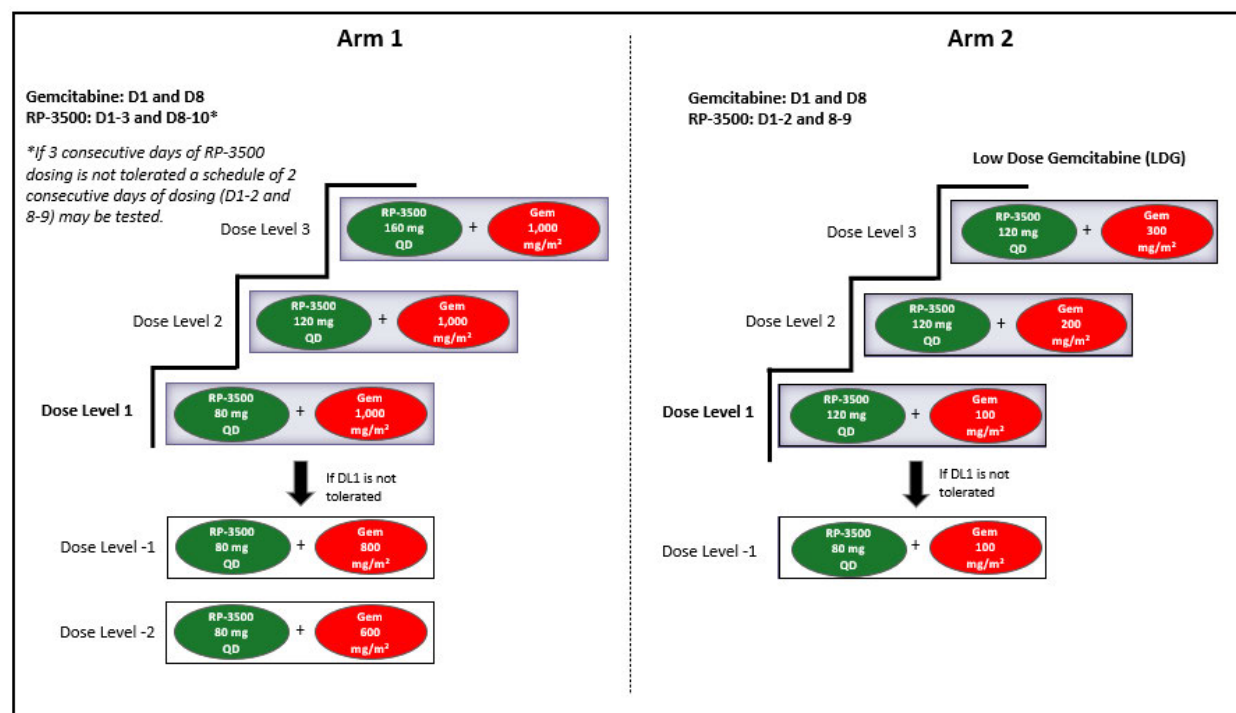 Arm 1
Gemcitabine: D1 and D8
RP-3500: D1-3 and D8-10*
*If 3 consecutive days of RP-3500
dosing is not tolerated a schedule of 2
consecutive days of dosing (D1-2 and
8-9) may be tested.
Dose Level 3
RP-3500
160 mg
QD
+
Gem
1,000
mg/m²
Dose Level 2
RP-3500
120 mg
QD
+
Gem
1,000
mg/m²
Dose Level 1
RP-3500
80 mg
QD
+
Gem
1,000
mg/m²
If DL1 is not
tolerated
Dose Level -1
RP-3500
80 mg
QD
+
Gem
800
mg/m²
Dose Level -2
RP-3500
80 mg
QD
+
Gem
600
mg/m²
Arm 2
Gemcitabine: D1 and D8
RP-3500: D1-2 and 8-9
Low Dose Gemcitabine (LDG)
Dose Level 3
RP-3500
120 mg
QD
+
Gem
300
mg/m²
Dose Level 2
RP-3500
120 mg
QD
+
Gem
200
mg/m²
Dose Level 1
RP-3500
120 mg
QD
+
Gem
100
mg/m²
If DL1 is not
tolerated
Dose Level -1
RP-3500
80 mg
QD
+
Gem
100
mg/m²